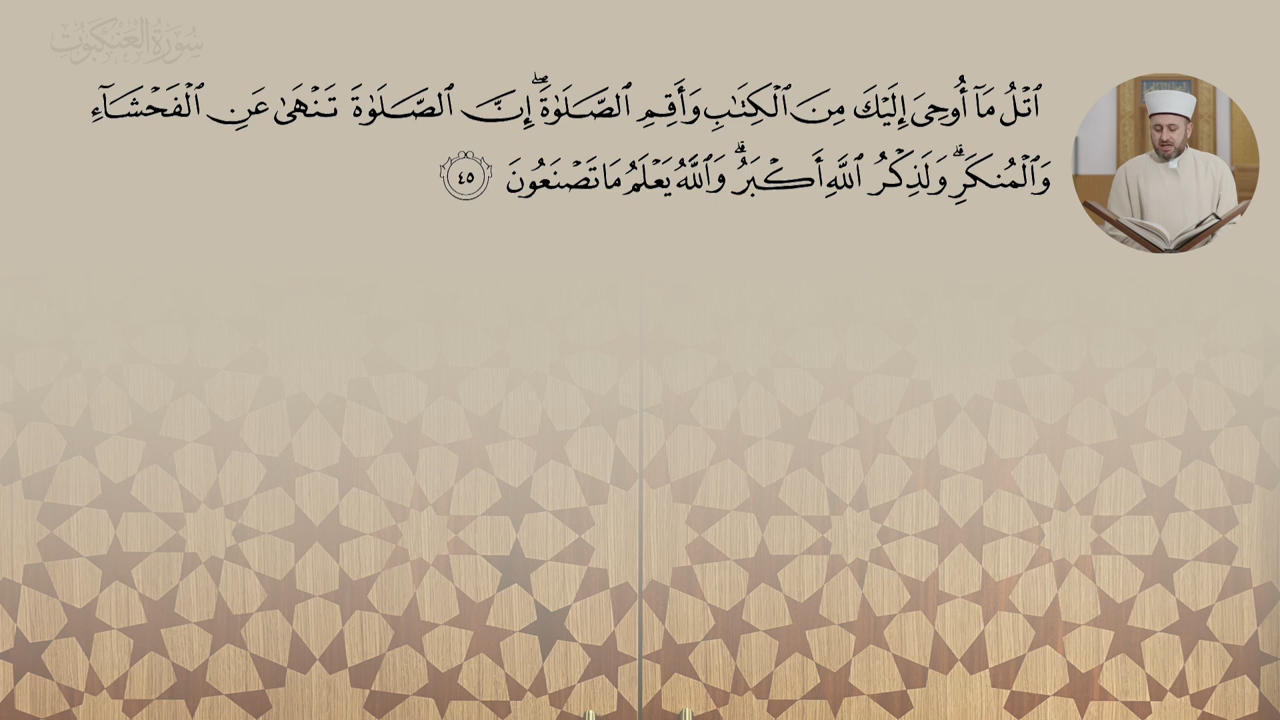 سُورَةُ العَنكَبُوتِ
ٱتۡلُ مَآ أُوحِيَ إِلَيۡكَ مِنَ ٱلۡكِتَٰبِ وَأَقِمِ ٱلصَّلَوٰةَۖ إِنَّ ٱلصَّلَوٰةَ تَنۡهَىٰ عَنِ ٱلۡفَحۡشَآءِ
وَٱلۡمُنكَرِۗ وَلَذِكۡرُ ٱللَّهِ أَكۡبَرُۗ وَٱللَّهُ يَعۡلَمُ مَا تَصۡنَعُونَ ٤٥